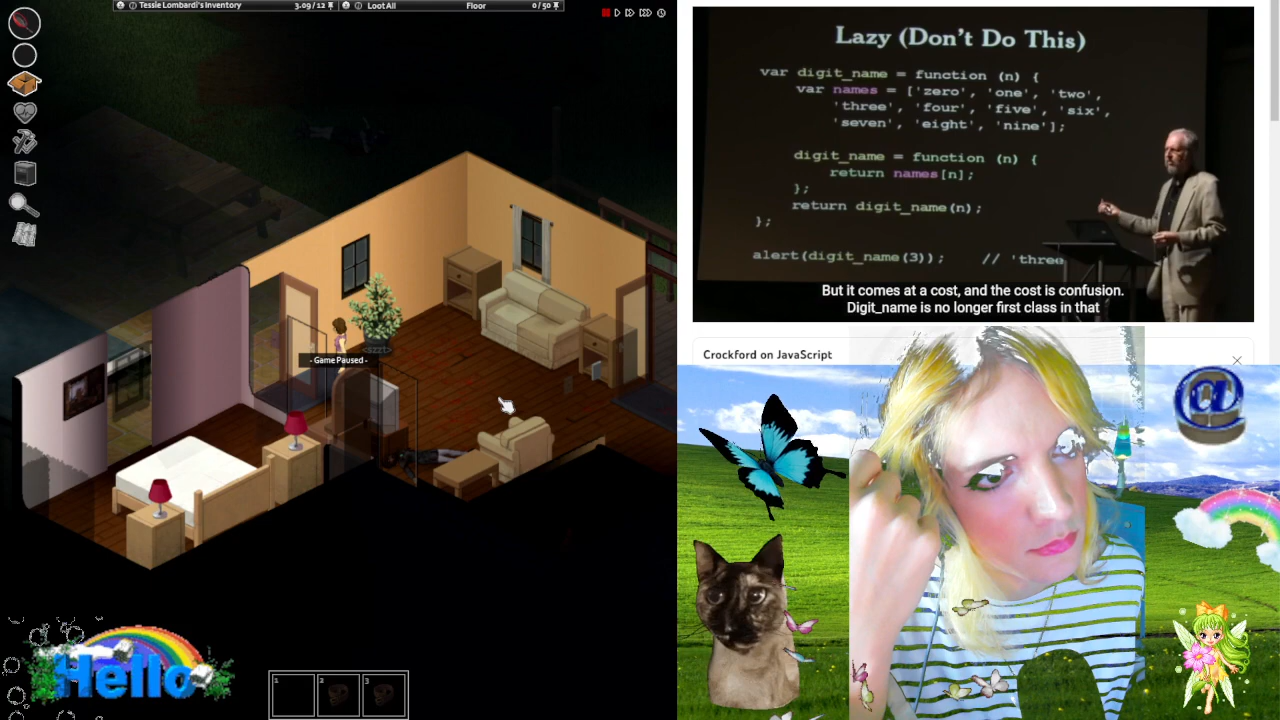 Tessie Lombardi's Inventory
3.09 / 12
Loot All
Floor
0 / 50
- Game Paused -
1
2
3
Hello
Lazy (Don't Do This)
var digit_name = function (n) {
var names = ['zero', 'one', 'two',
'three', 'four', 'five', 'six',
'seven', 'eight', 'nine'];
digit_name = function (n) {
return names[n];
};
return digit_name(n);
};
alert(digit_name(3)); // 'three
But it comes at a cost, and the cost is confusion.
Digit_name is no longer first class in that
Crockford on JavaScript
@